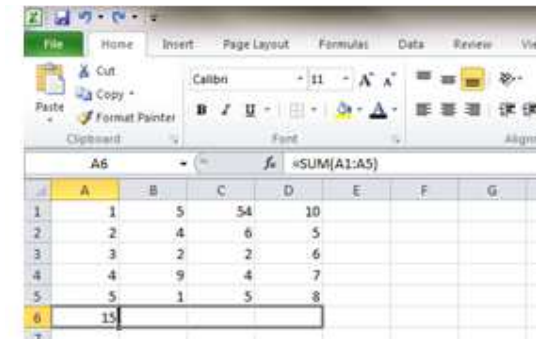 File Home Insert Page Layout Formulas Data Review
Cut
Copy
Format Painter
Paste
Calibri 11 A A
B I U A
Clipboard Font
A6 fx =SUM(A1:A5)
A B C D E F G
1 1 5 54 10
2 2 4 6 5
3 3 2 2 6
4 4 9 4 7
5 5 1 5 8
6 15
7